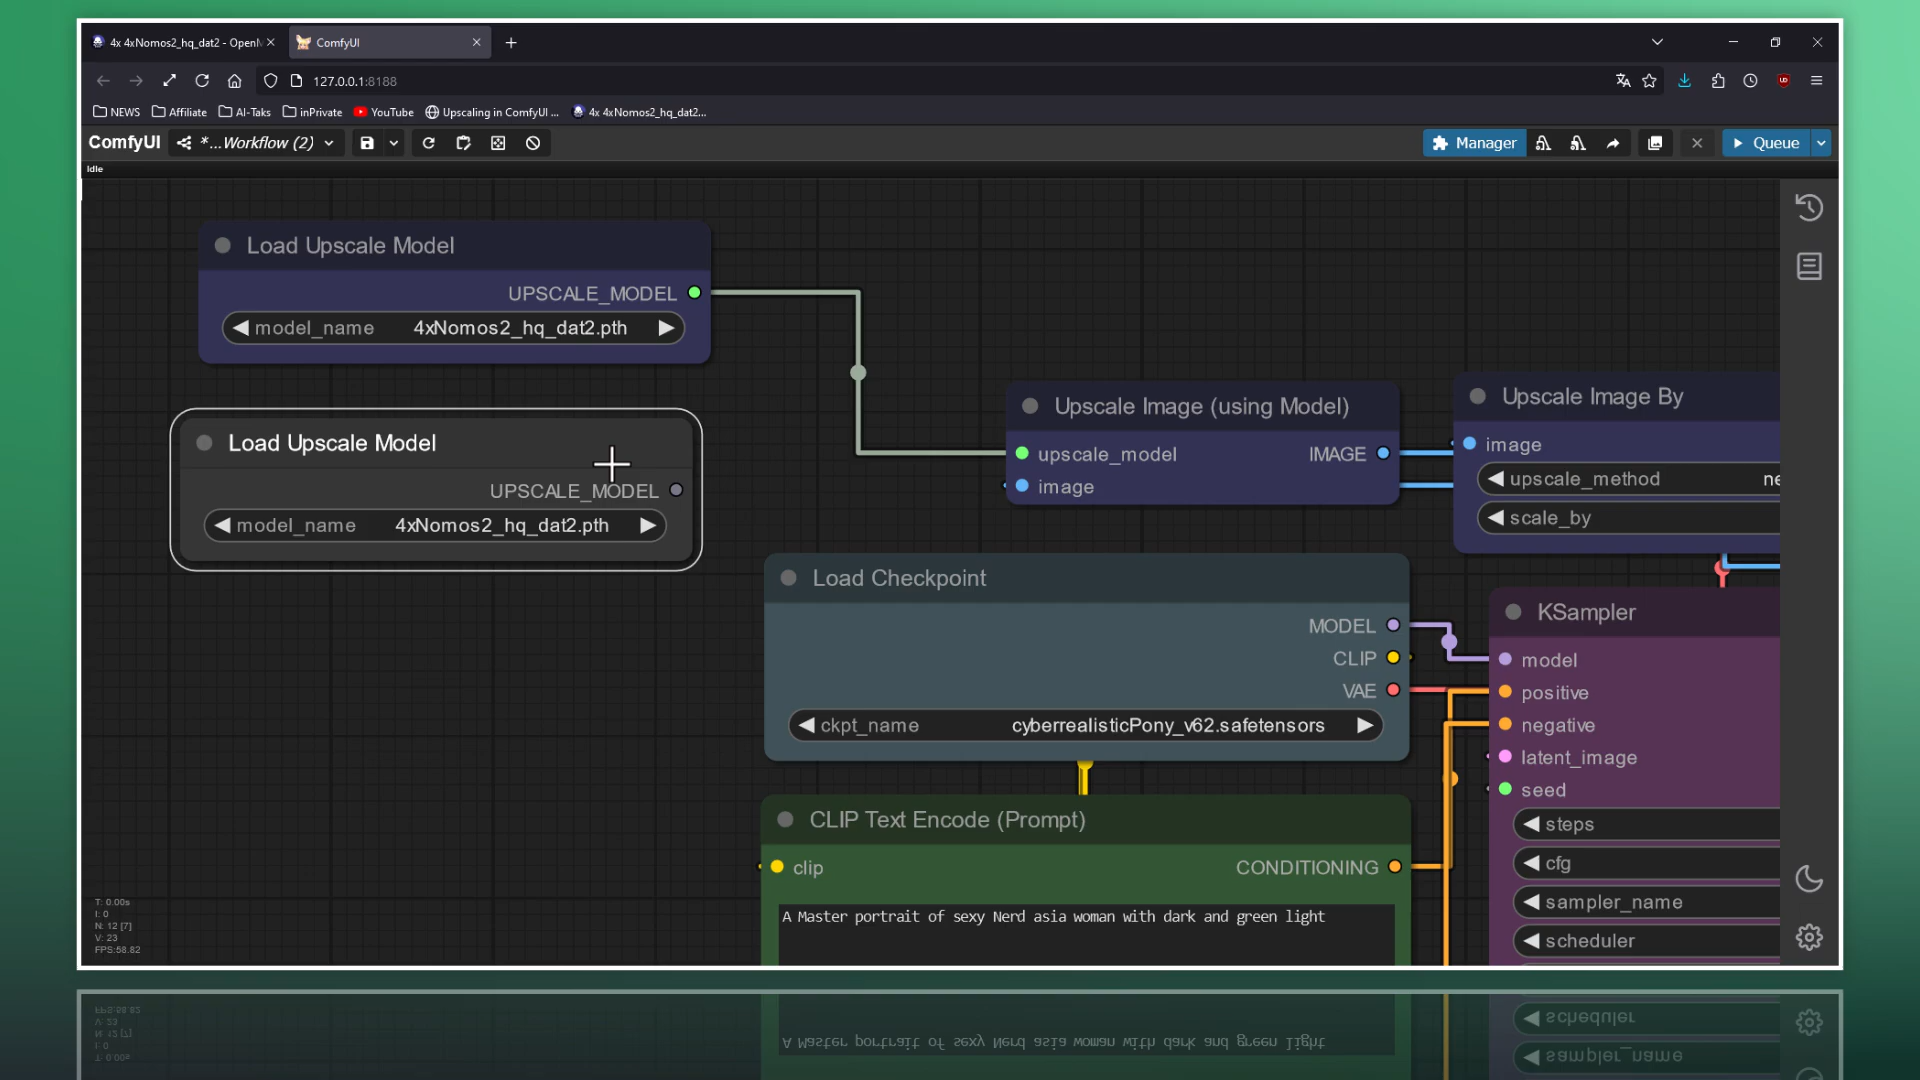 4x 4xNomos2_hq_dat2 - OpenM
ComfyUI
127.0.0.1:8188
NEWS
Affiliate
AI-Taks
inPrivate
YouTube
Upscaling in ComfyUI ...
4x 4xNomos2_hq_dat2...
ComfyUI
*...Workflow (2)
Manager
Queue
Idle
Load Upscale Model
UPSCALE_MODEL
model_name 4xNomos2_hq_dat2.pth
Load Upscale Model
UPSCALE_MODEL
model_name 4xNomos2_hq_dat2.pth
Upscale Image (using Model)
upscale_model IMAGE
image
Upscale Image By
image
upscale_method ne
scale_by
Load Checkpoint
MODEL
CLIP
VAE
ckpt_name cyberrealisticPony_v62.safetensors
KSampler
model
positive
negative
latent_image
seed
steps
cfg
sampler_name
scheduler
CLIP Text Encode (Prompt)
clip CONDITIONING
A Master portrait of sexy Nerd asia woman with dark and green light
T: 0.00s
I: 0
N: 12 [7]
V: 23
FPS:58.82